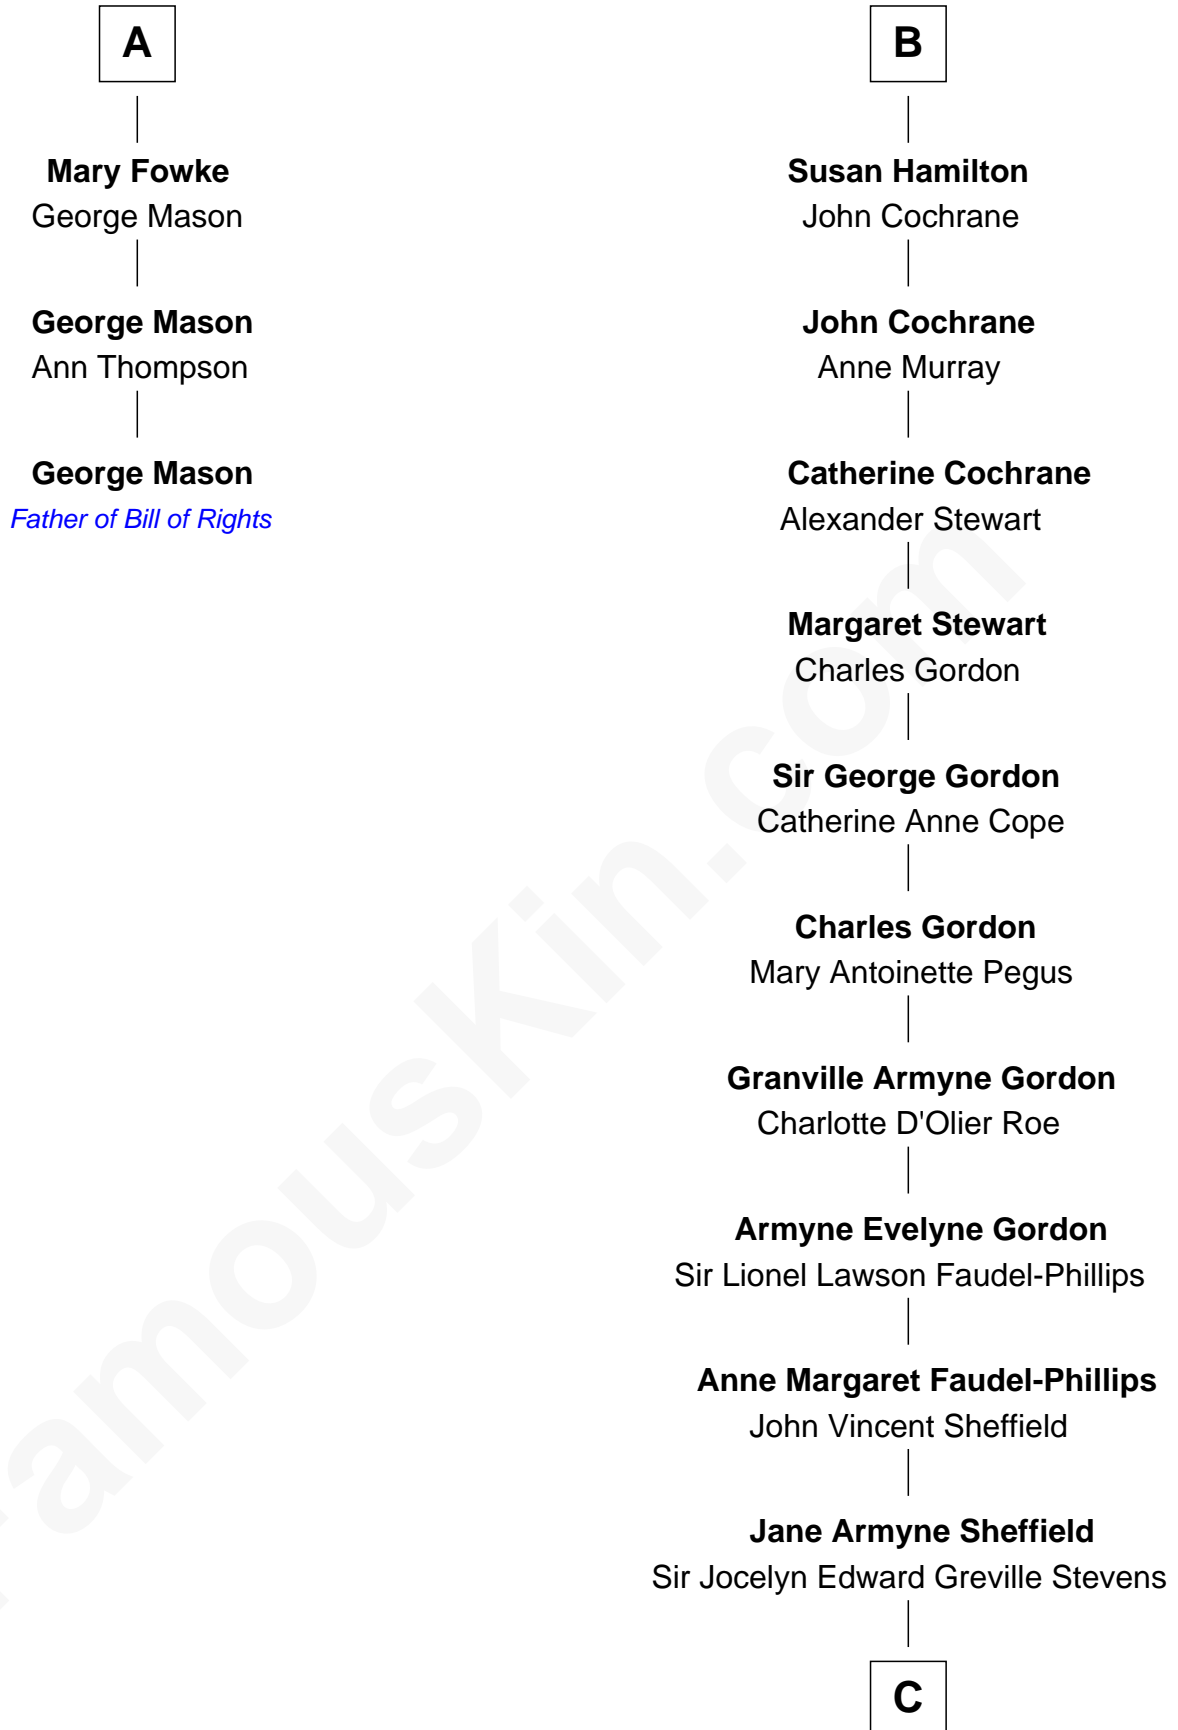 A
Mary Fowke
George Mason
George Mason
Ann Thompson
George Mason
Father of Bill of Rights
B
Susan Hamilton
John Cochrane
John Cochrane
Anne Murray
Catherine Cochrane
Alexander Stewart
Margaret Stewart
Charles Gordon
Sir George Gordon
Catherine Anne Cope
Charles Gordon
Mary Antoinette Pegus
Granville Armyne Gordon
Charlotte D'Olier Roe
Armyne Evelyne Gordon
Sir Lionel Lawson Faudel-Phillips
Anne Margaret Faudel-Phillips
John Vincent Sheffield
Jane Armyne Sheffield
Sir Jocelyn Edward Greville Stevens
C
FamousKin.com